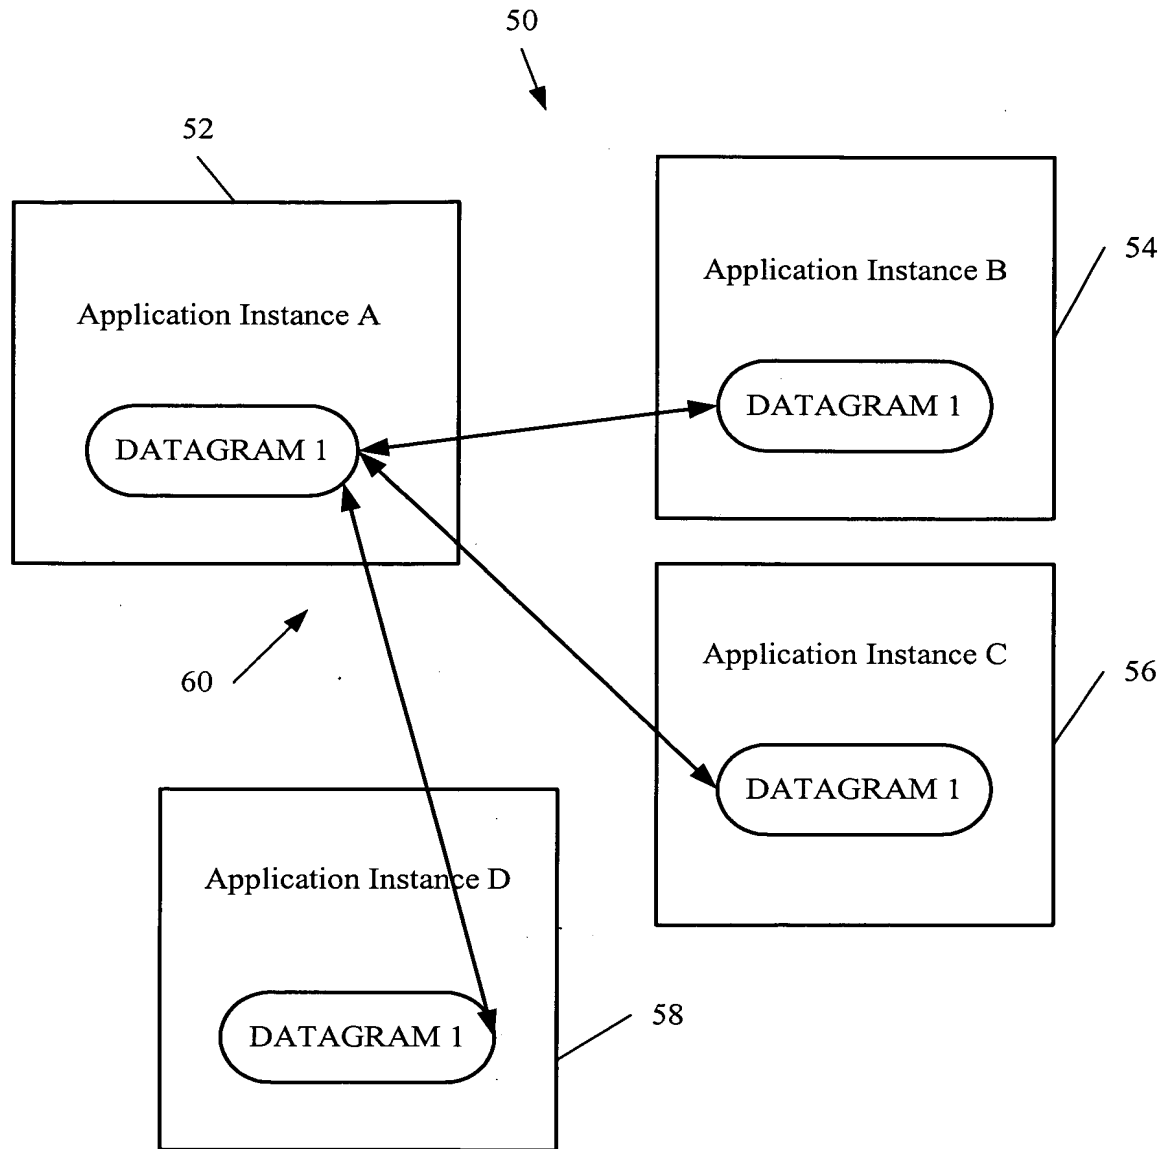 50
52
54
Application Instance B
Application Instance A
DATAGRAM 1
DATAGRAM 1
Application Instance C
56
60
DATAGRAM 1
Application Instance D
58
DATAGRAM 1